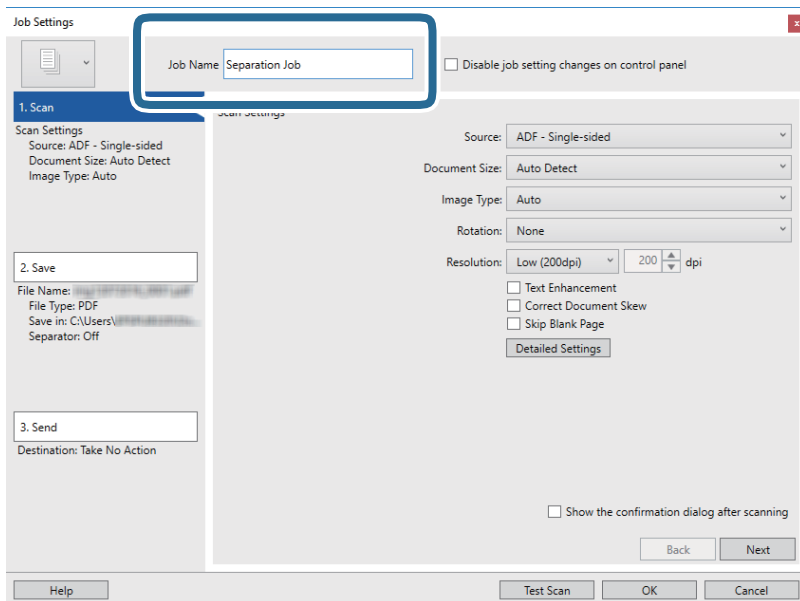 Job Settings
x
Job Name Separation Job
Disable job setting changes on control panel
1. Scan
Scan Settings
Source: ADF - Single-sided
Document Size: Auto Detect
Image Type: Auto
2. Save
File Name:
File Type: PDF
Save in: C:\Users\
Separator: Off
3. Send
Destination: Take No Action
Scan Settings
Source: ADF - Single-sided
Document Size: Auto Detect
Image Type: Auto
Rotation: None
Resolution: Low (200dpi) 200 dpi
Text Enhancement
Correct Document Skew
Skip Blank Page
Detailed Settings
Show the confirmation dialog after scanning
Back Next
Help Test Scan OK Cancel